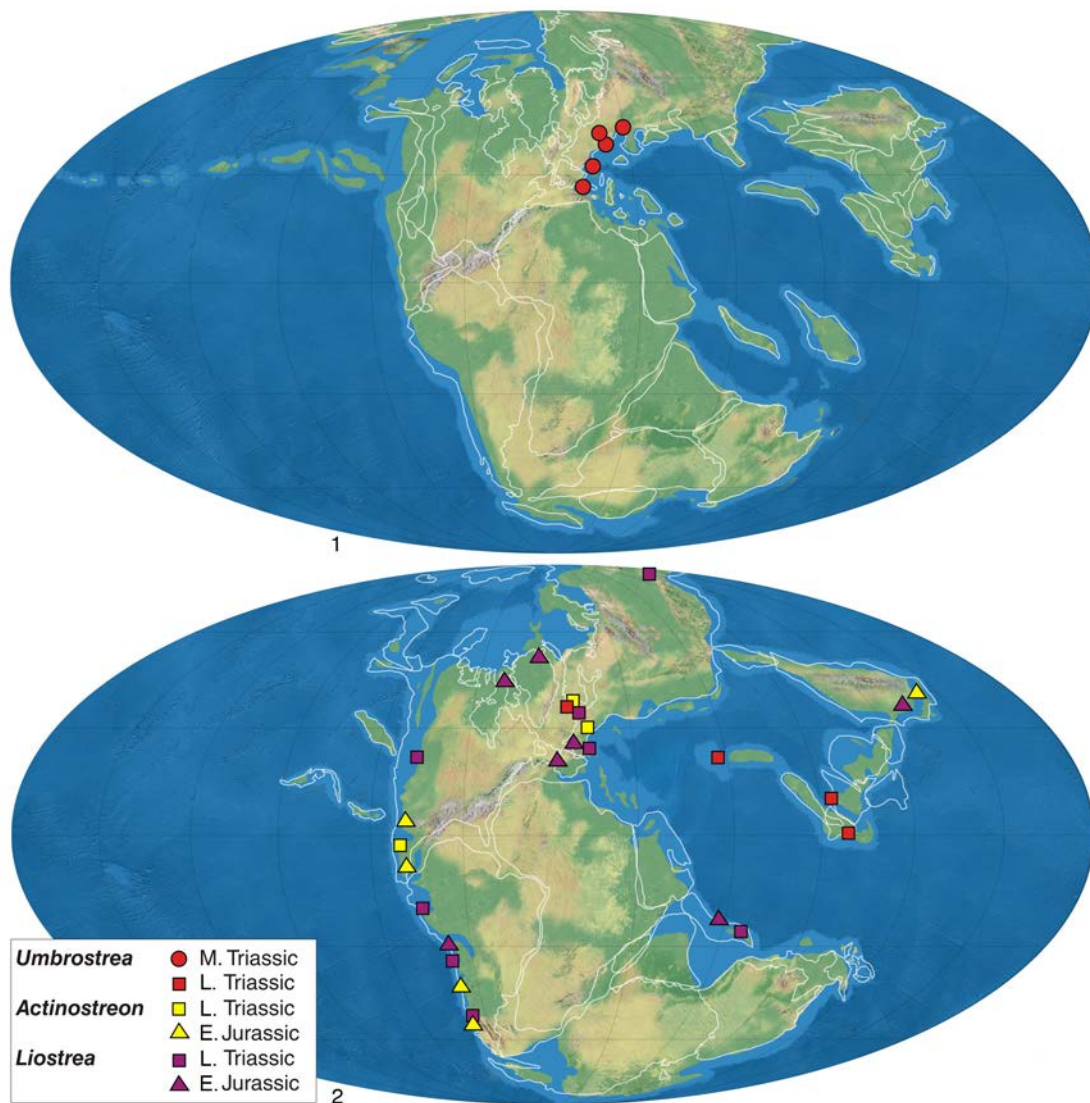 1
Umbrostrea M. Triassic
L. Triassic
Actinostreon L. Triassic
E. Jurassic
Liostrea L. Triassic
E. Jurassic
2